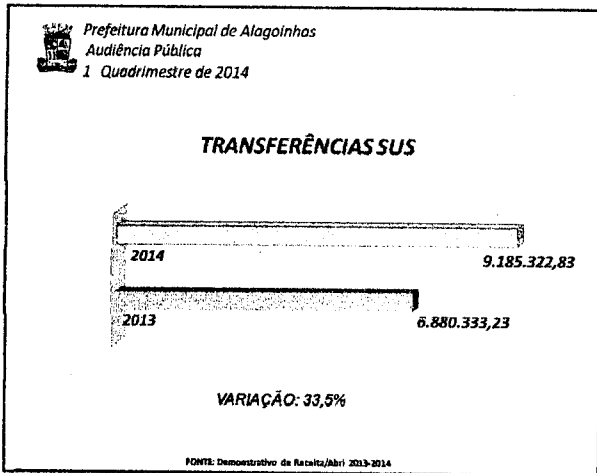 Prefeitura Municipal de Alagoinhas
Audiência Pública
1 Quadrimestre de 2014
TRANSFERÊNCIAS SUS
2014
9.185.322,83
2013
6.880.333,23
VARIAÇÃO: 33,5%
FONTE: Demonstrativo de Receita/Abri 2013-2014